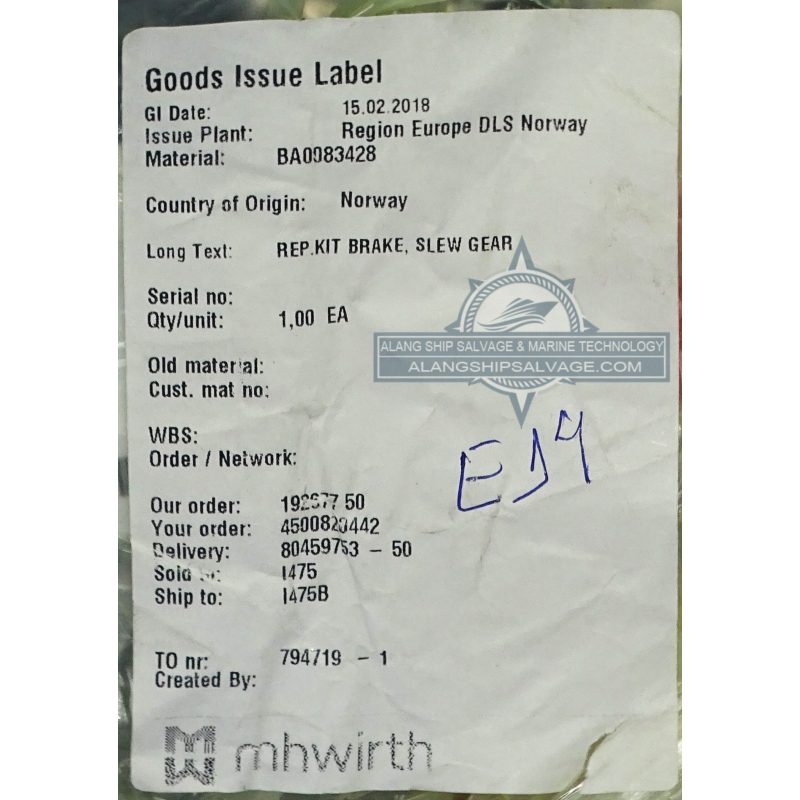 Goods Issue Label
GI Date: 15.02.2018
Issue Plant: Region Europe DLS Norway
Material: BA0083428
Country of Origin: Norway
Long Text: REP.KIT BRAKE, SLEW GEAR
Serial no:
Qty/unit: 1,00 EA
ALANG SHIP SALVAGE & MARINE TECHNOLOGY
ALANGSHIPSALVAGE.COM
Old material:
Cust. mat no:
WBS:
Order / Network:
Our order: 50
Your order:
Delivery: 80459753 - 50
Sold
Ship to: 1475B
TO nr: 794719 - 1
Created By:
mhwirth